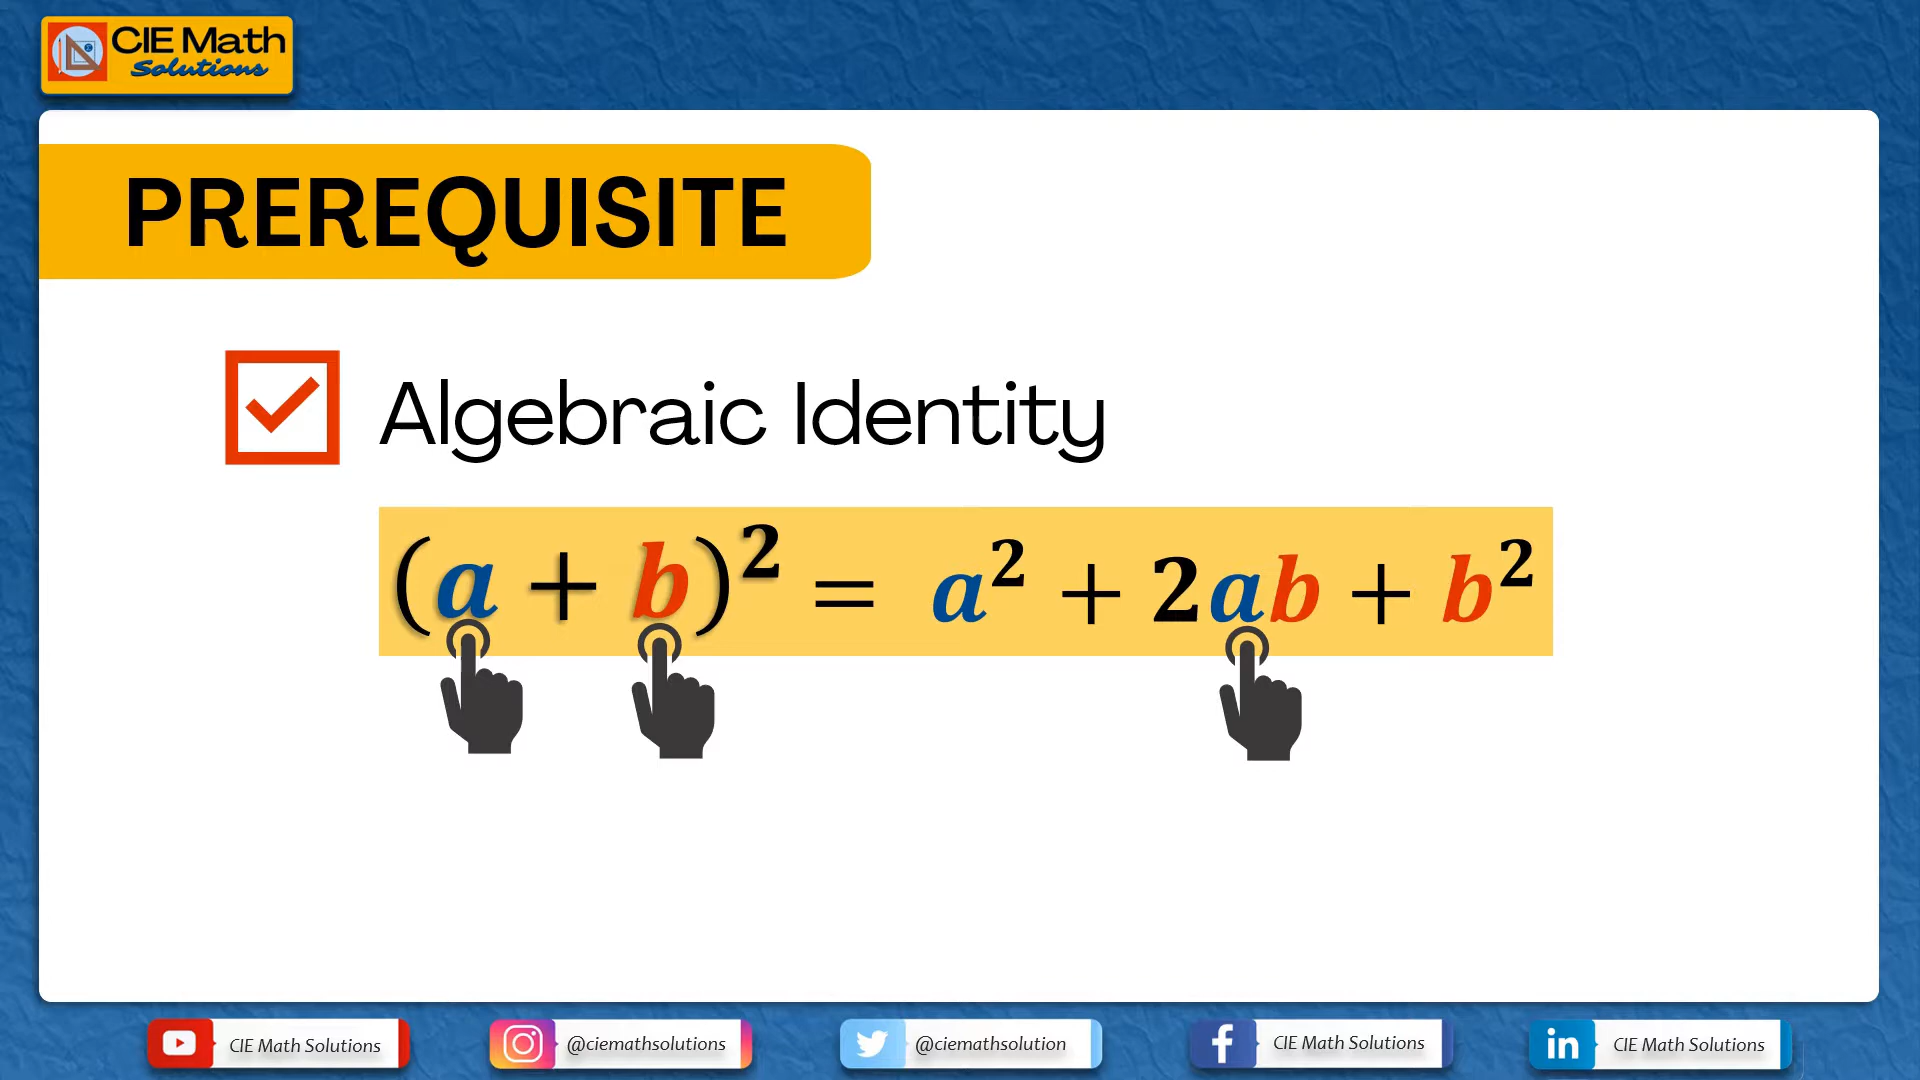 CIE Math
Solutions
PREREQUISITE
Algebraic Identity
(a + b)² = a² + 2ab + b²
CIE Math Solutions
@ciemathsolutions
@ciemathsolution
CIE Math Solutions
CIE Math Solutions